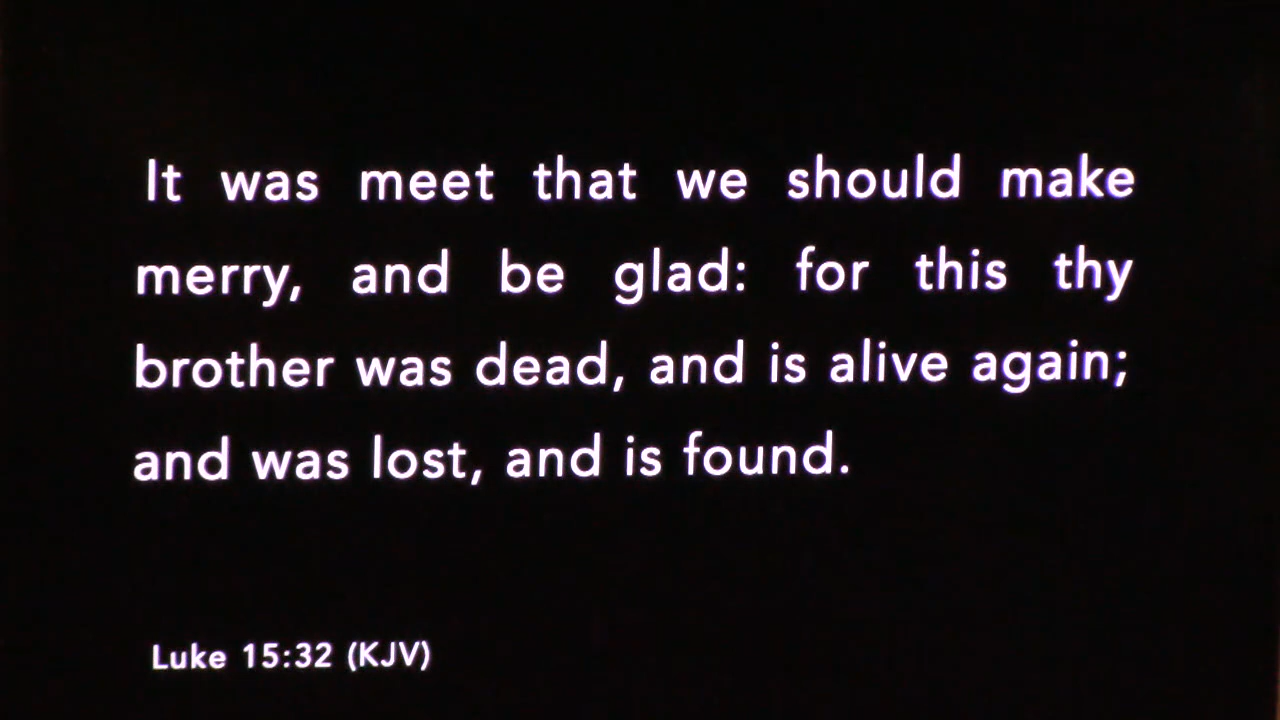 It was meet that we should make
merry, and be glad: for this thy
brother was dead, and is alive again;
and was lost, and is found.
Luke 15:32 (KJV)